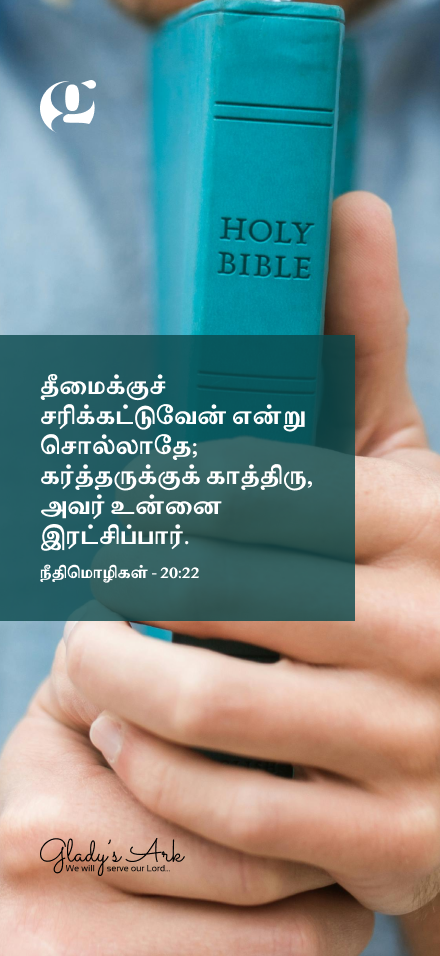 g
HOLY
BIBLE
தீமைக்குச்
சரிக்கட்டுவேன் என்று
சொல்லாதே;
கர்த்தருக்குக் காத்திரு,
அவர் உன்னை
இரட்சிப்பார்.
நீதிமொழிகள் - 20:22
Glady's Ark
We will serve our Lord...